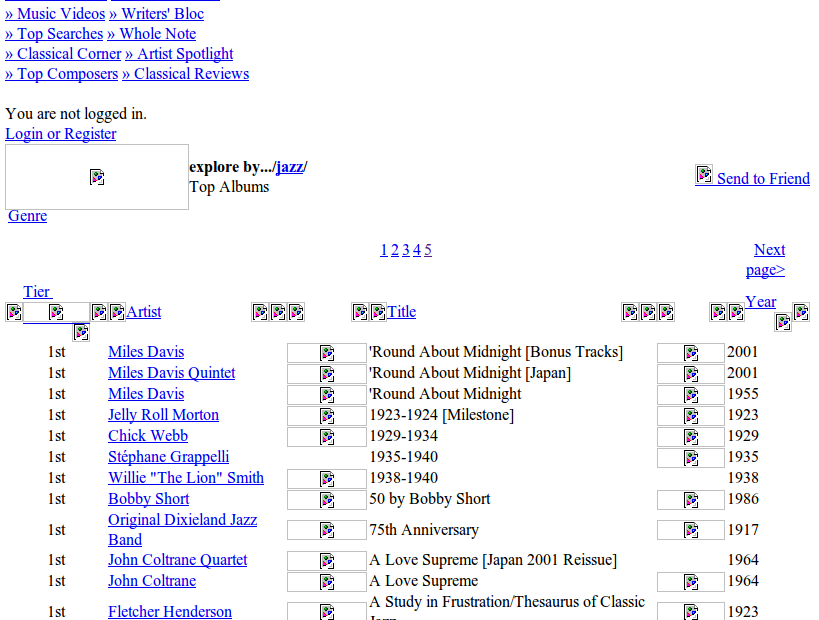 » Music Videos » Writers' Bloc
» Top Searches » Whole Note
» Classical Corner » Artist Spotlight
» Top Composers » Classical Reviews
You are not logged in.
Login or Register
explore by.../jazz/
Top Albums
Send to Friend
Genre
1 2 3 4 5
Next
page>
Tier
Artist Title Year
1st Miles Davis 'Round About Midnight [Bonus Tracks] 2001
1st Miles Davis Quintet 'Round About Midnight [Japan] 2001
1st Miles Davis 'Round About Midnight 1955
1st Jelly Roll Morton 1923-1924 [Milestone] 1923
1st Chick Webb 1929-1934 1929
1st Stéphane Grappelli 1935-1940 1935
1st Willie "The Lion" Smith 1938-1940 1938
1st Bobby Short 50 by Bobby Short 1986
1st Original Dixieland Jazz
Band 75th Anniversary 1917
1st John Coltrane Quartet A Love Supreme [Japan 2001 Reissue] 1964
1st John Coltrane A Love Supreme 1964
1st Fletcher Henderson A Study in Frustration/Thesaurus of Classic 1923